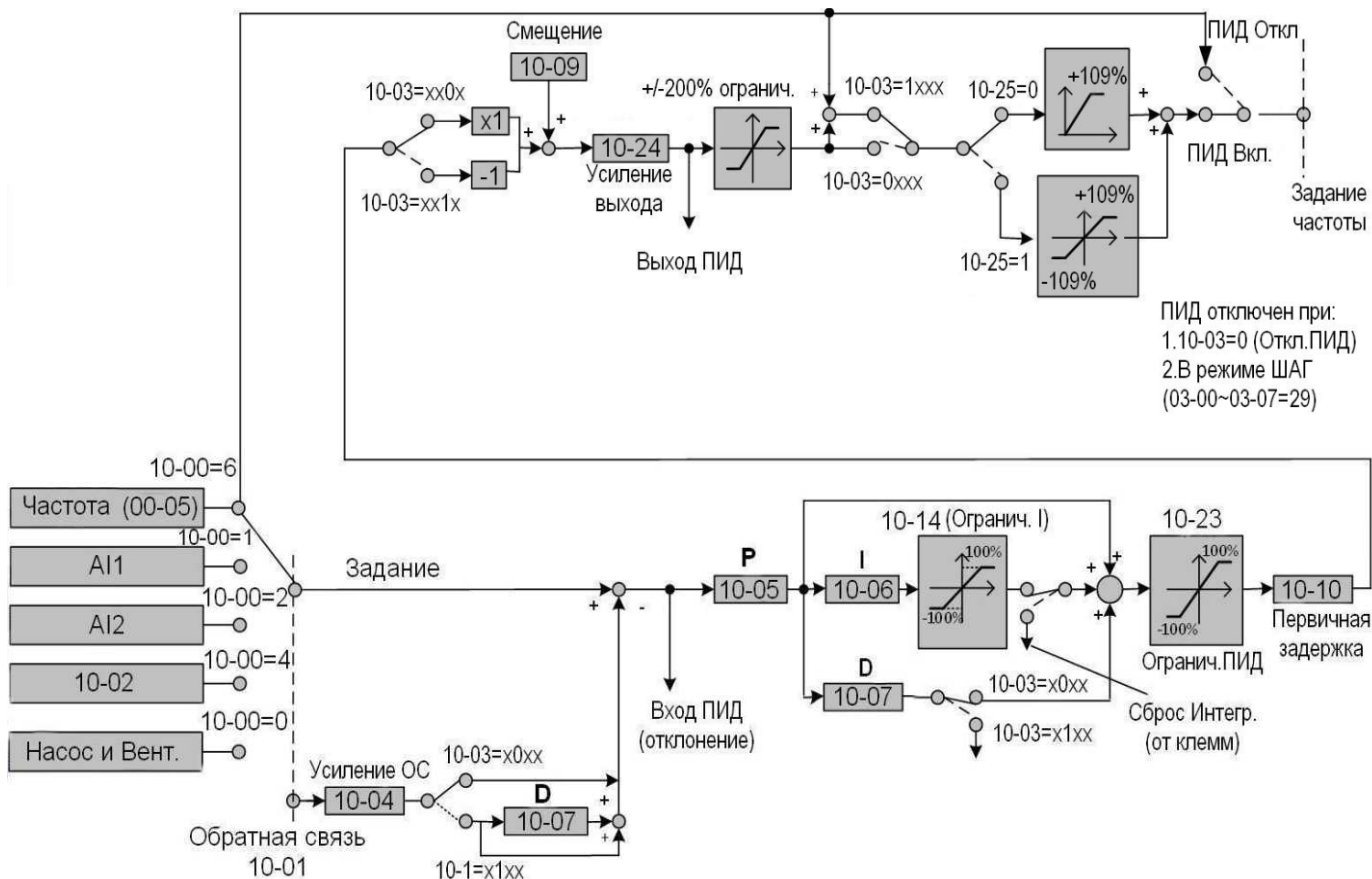 Смещение
10-09
ПИД Откл
10-03=xx0x
x1
+
+
-1
10-03=xx1x
10-24
Усиление
выхода
Выход ПИД
+/-200% огранич.
+
+
10-03=1xxx
10-03=0xxx
10-25=0
+109%
+
+
10-25=1
+109%
-109%
ПИД Вкл.
Задание
частоты
ПИД отключен при:
1.10-03=0 (Откл.ПИД)
2.В режиме ШАГ
(03-00~03-07=29)
10-00=6
Частота (00-05)
10-00=1
AI1
10-00=2
AI2
10-00=4
10-02
10-00=0
Насос и Вент.
Задание
+
-
Вход ПИД
(отклонение)
P
10-05
I
10-06
10-14 (Огранич. I)
100%
-100%
D
10-07
10-03=x0xx
10-03=x1xx
Сброс Интегр.
(от клемм)
+
+
+
10-23
100%
-100%
Огранич.ПИД
10-10
Первичная
задержка
Усиление ОС
10-04
10-03=x0xx
D
10-07
+
+
10-1=x1xx
Обратная связь
10-01